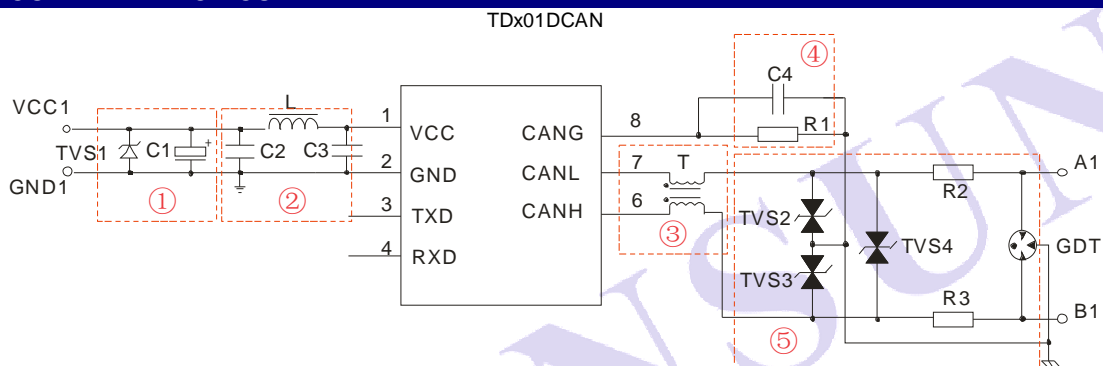 TDx01DCAN
④
C4
R1
VCC1
L
1
VCC
CANG
8
TVS1
C1
+
C2
C3
2
GND
CANL
7
T
A1
GND1
R2
①
②
3
TXD
CANH
6
③
TVS2
TVS4
GDT
4
RXD
TVS3
R3
B1
⑤
NSUN